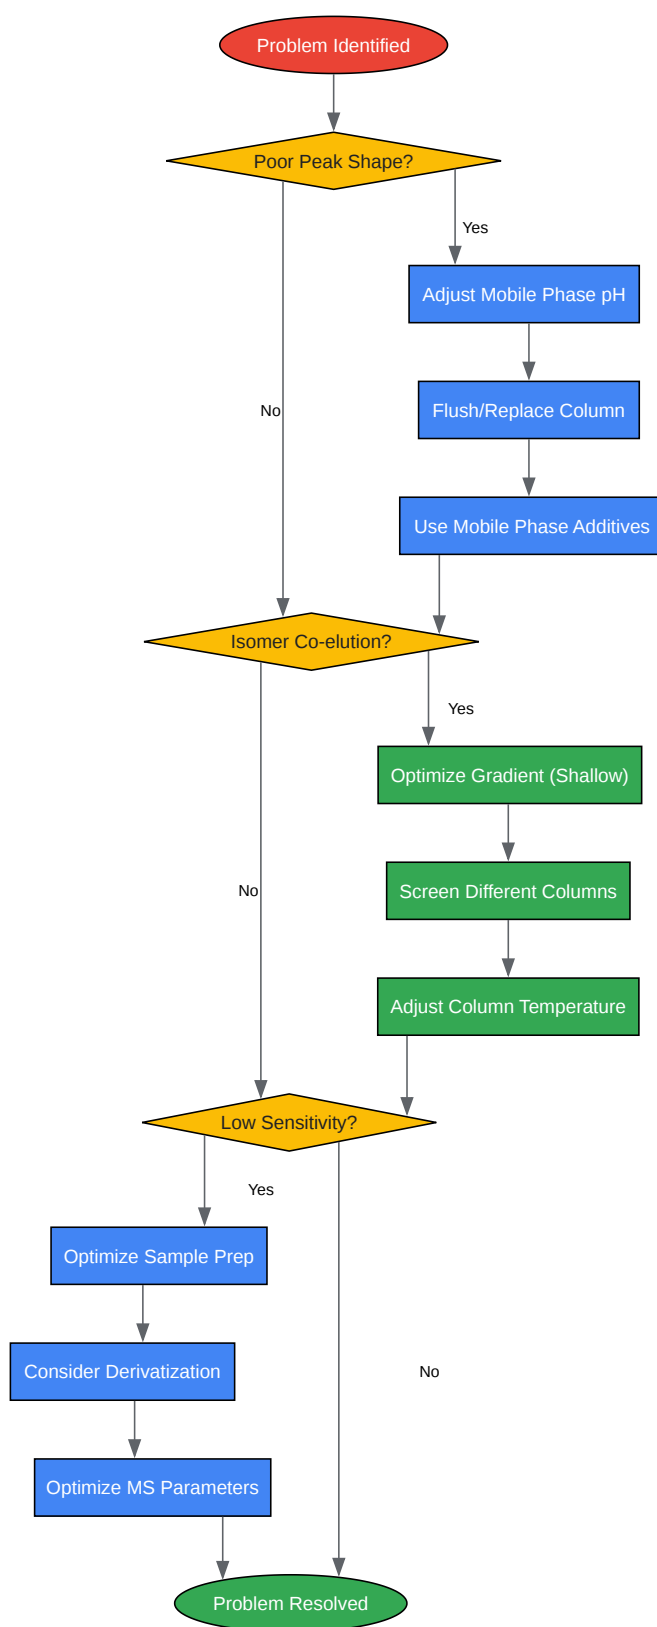 Problem Identified
Poor Peak Shape?
Yes
Adjust Mobile Phase pH
No
Flush/Replace Column
Use Mobile Phase Additives
Isomer Co-elution?
Yes
Optimize Gradient (Shallow)
No
Screen Different Columns
Adjust Column Temperature
Low Sensitivity?
Yes
Optimize Sample Prep
Consider Derivatization
No
Optimize MS Parameters
Problem Resolved